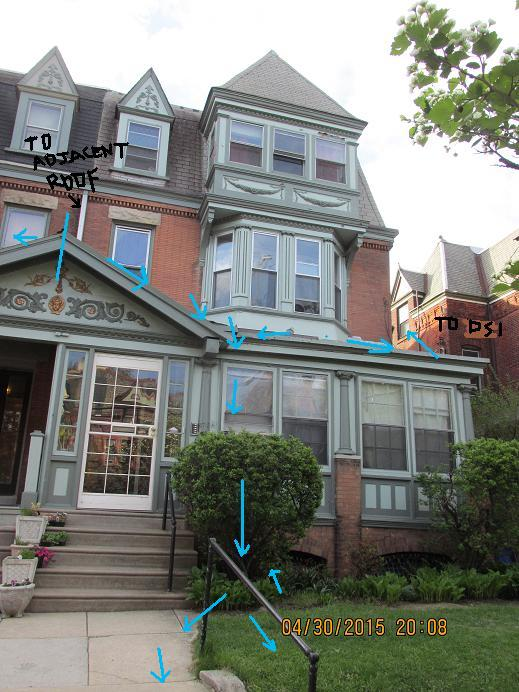 TO
ADJACENT
ROOF
TO DS1
04/30/2015 20:08